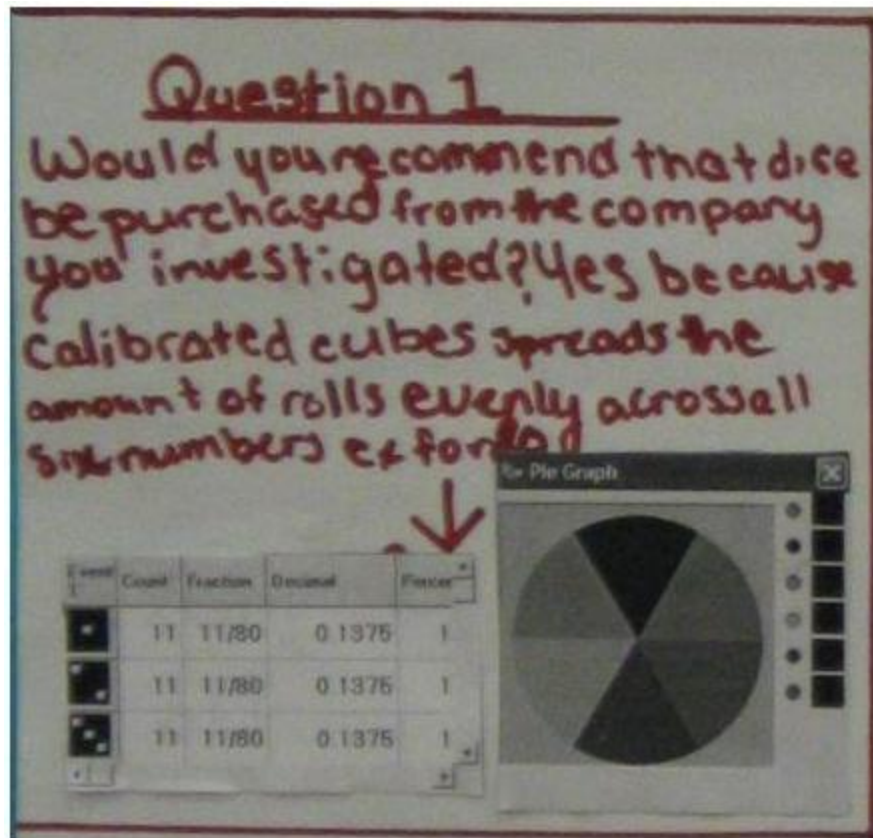 Question 1
Would you recommend that dice
be purchased from the company
you investigated? Yes because
calibrated cubes spreads the
amount of rolls evenly across all
six numbers
Pie Graph
Count Fraction Decimal Percent
11 11/80 0.1375 1
11 11/80 0.1375 1
11 11/80 0.1375 1